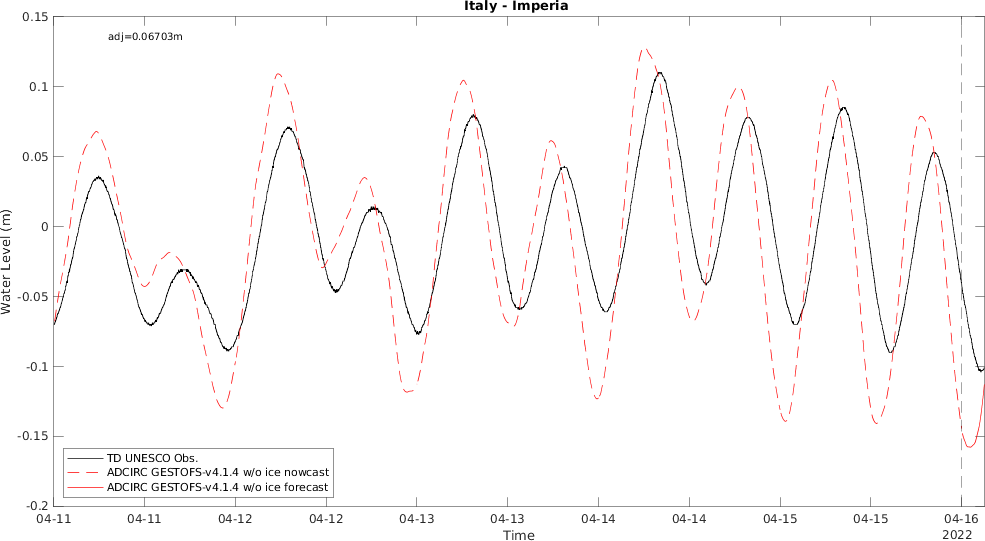 Italy - Imperia
adj=0.06703m
0.15
0.1
0.05
0
-0.05
-0.1
-0.15
-0.2
Water Level (m)
TD UNESCO Obs.
ADCIRC GESTOFS-v4.1.4 w/o ice nowcast
ADCIRC GESTOFS-v4.1.4 w/o ice forecast
04-11 04-11 04-12 04-12 04-13 04-13 04-14 04-14 04-15 04-15 04-16
Time
2022